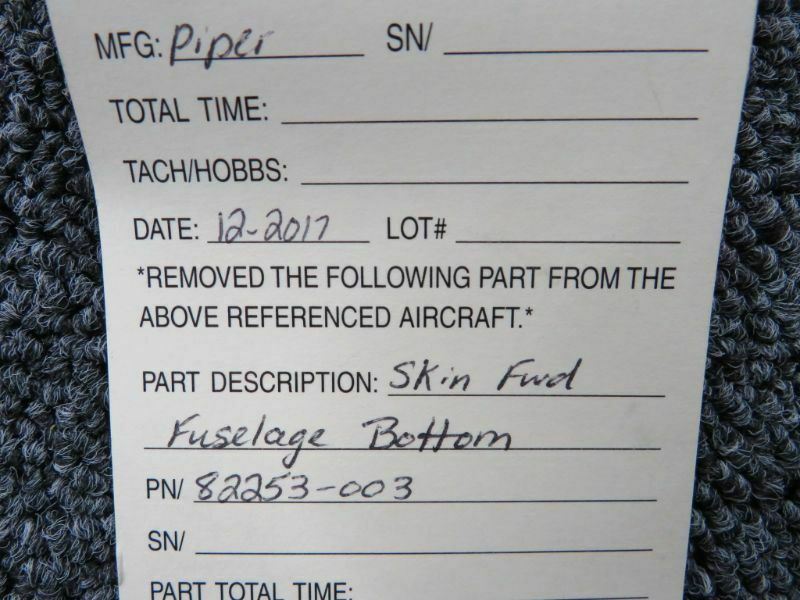 MFG: Piper SN/
TOTAL TIME:
TACH/HOBBS:
DATE: 12-2017 LOT#
*REMOVED THE FOLLOWING PART FROM THE
ABOVE REFERENCED AIRCRAFT.*
PART DESCRIPTION: Skin Fwd
Fuselage Bottom
PN/ 82253-003
SN/
PART TOTAL TIME: